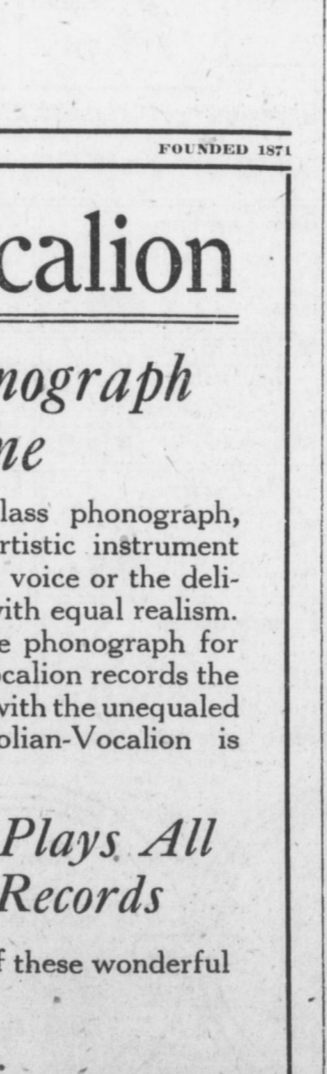 FOUNDED 1871
calion
nograph
ne
lass phonograph,
rtistic instrument
voice or the deli-
vith equal realism.
e phonograph for
ocalion records the
with the unequaled
olian-Vocalion is
Plays All
Records
f these wonderful